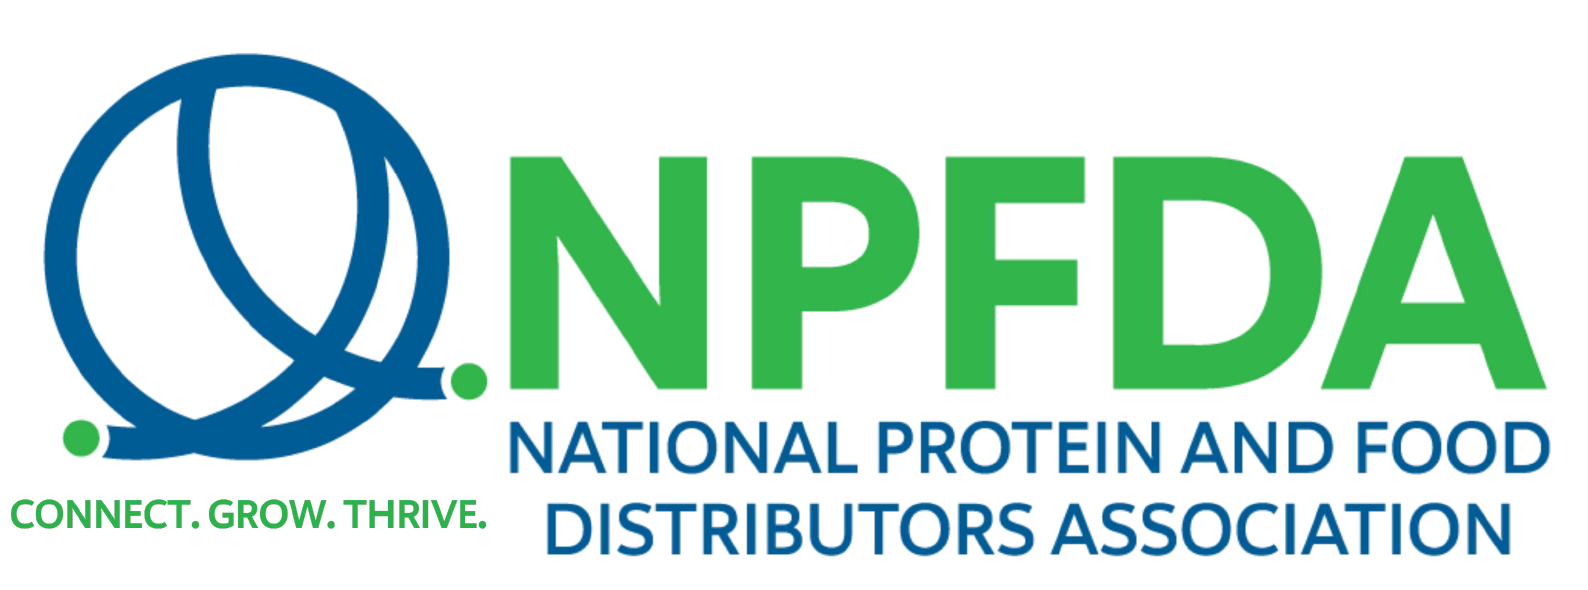 NPFDA
NATIONAL PROTEIN AND FOOD
DISTRIBUTORS ASSOCIATION
CONNECT. GROW. THRIVE.